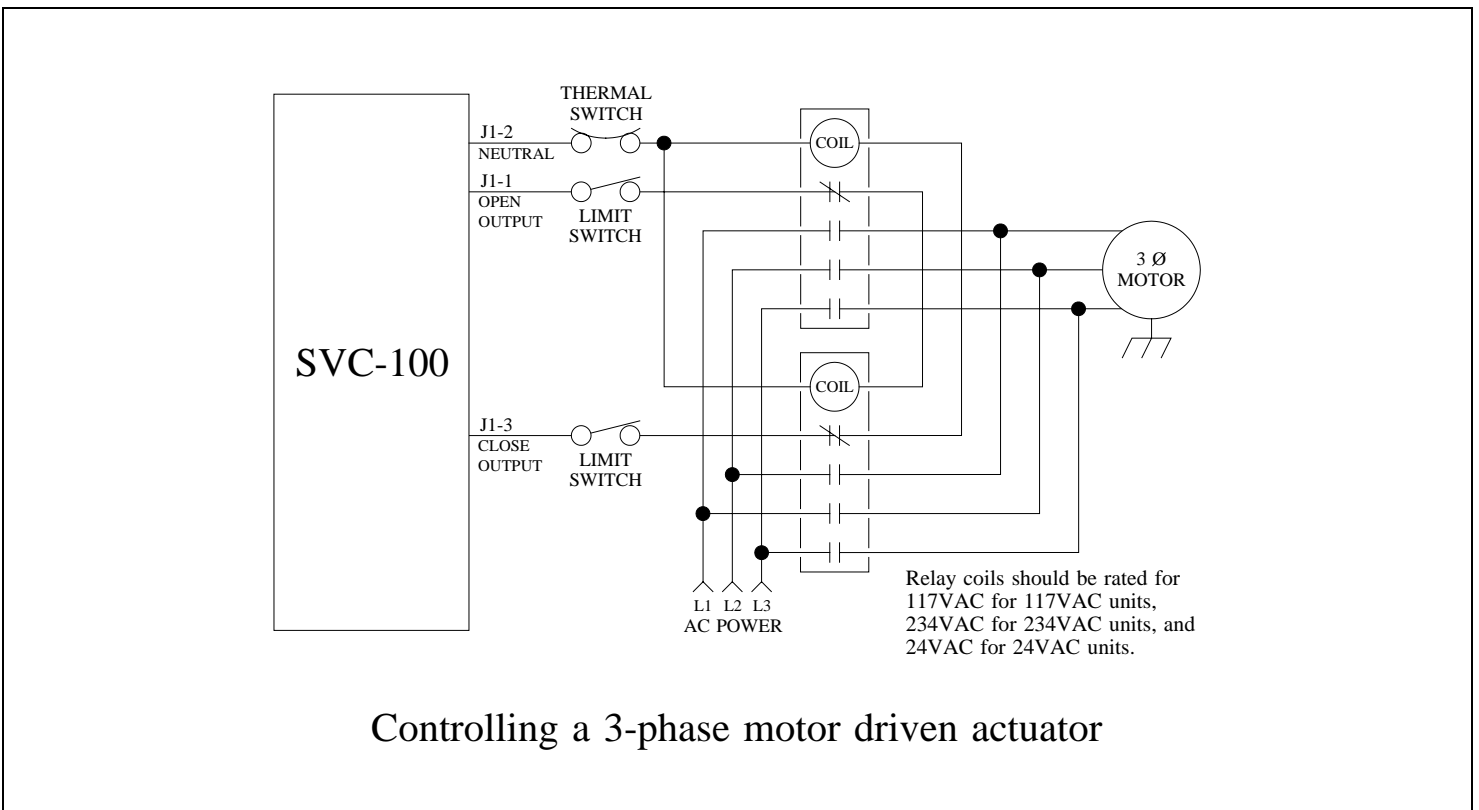 THERMAL
SWITCH
J1-2
NEUTRAL
COIL
J1-1
OPEN
OUTPUT
LIMIT
SWITCH
3 Ø
MOTOR
SVC-100
COIL
J1-3
CLOSE
OUTPUT
LIMIT
SWITCH
L1 L2 L3
AC POWER
Relay coils should be rated for
117VAC for 117VAC units,
234VAC for 234VAC units, and
24VAC for 24VAC units.
Controlling a 3-phase motor driven actuator